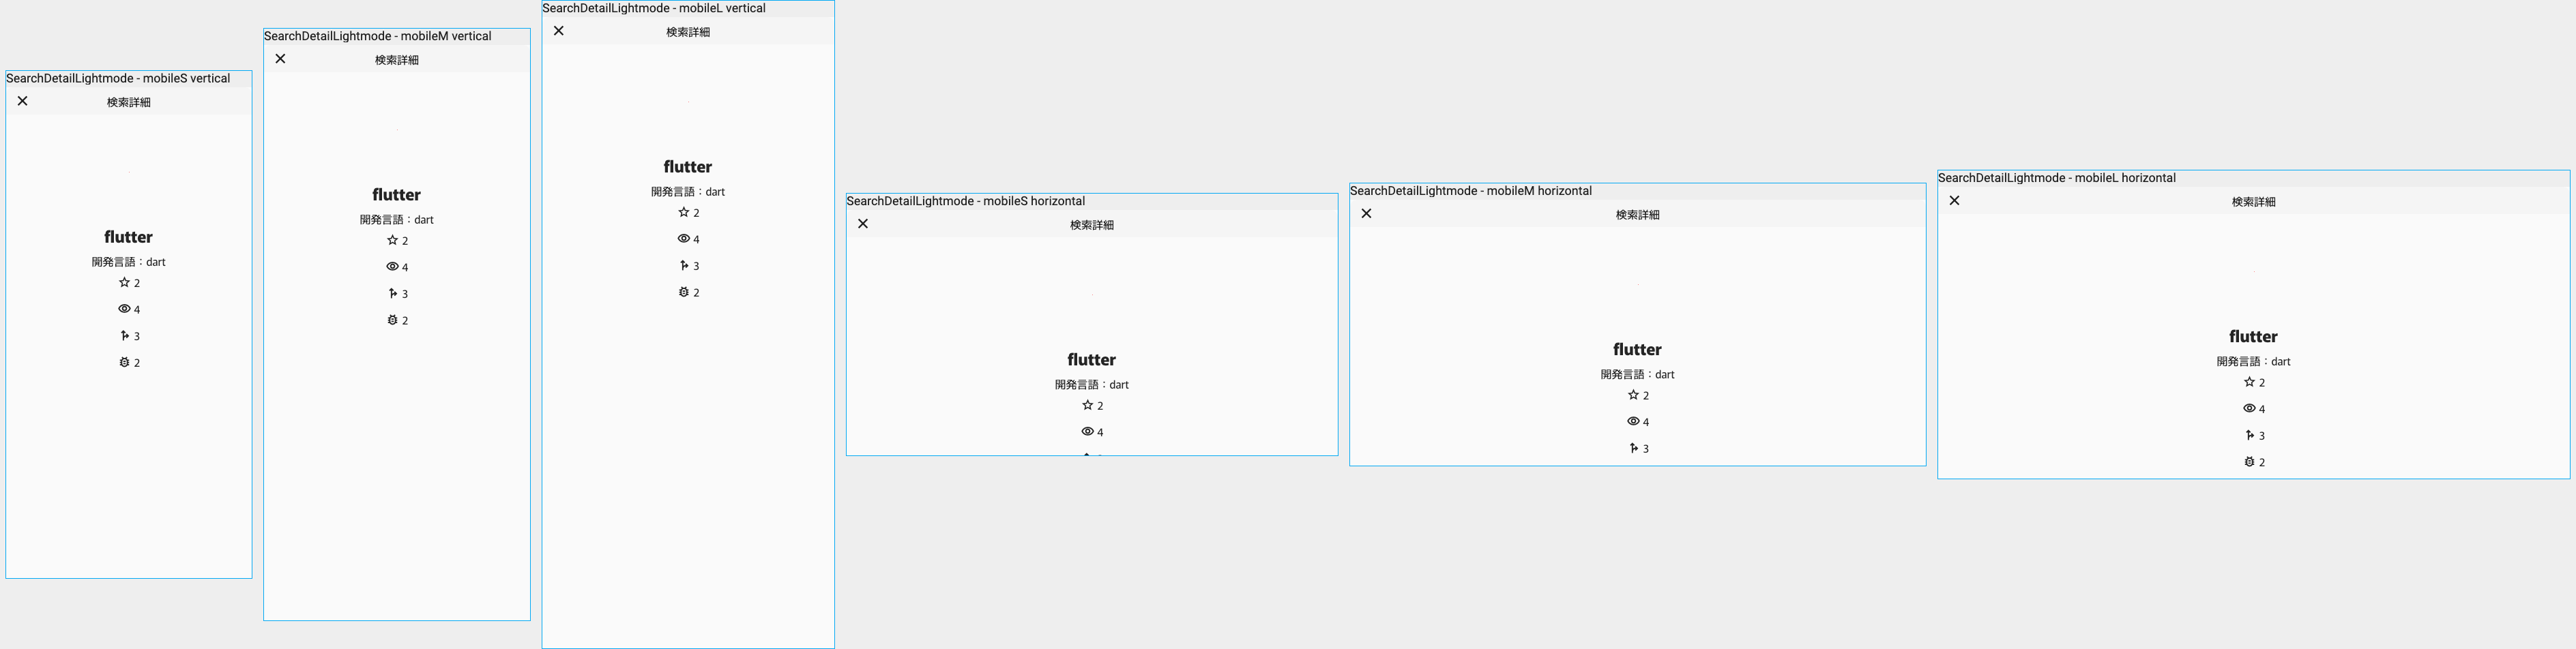 SearchDetailLightmode - mobileS vertical
検索詳細
flutter
開発言語：dart
2
4
3
2
SearchDetailLightmode - mobileM vertical
検索詳細
flutter
開発言語：dart
2
4
3
2
SearchDetailLightmode - mobileL vertical
検索詳細
flutter
開発言語：dart
2
4
3
2
SearchDetailLightmode - mobileS horizontal
検索詳細
flutter
開発言語：dart
2
4
SearchDetailLightmode - mobileM horizontal
検索詳細
flutter
開発言語：dart
2
4
3
SearchDetailLightmode - mobileL horizontal
検索詳細
flutter
開発言語：dart
2
4
3
2